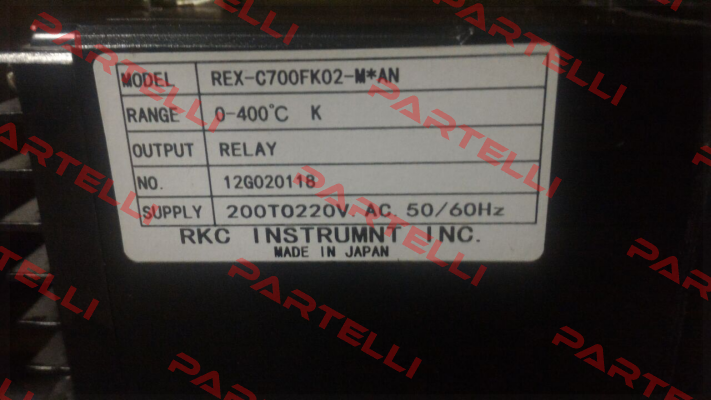 MODEL REX-C700FK02-M*AN
RANGE 0-400℃ K
OUTPUT RELAY
NO. 12G020118
SUPPLY 200TO220V AC 50/60Hz
RKC INSTRUMNT INC.
MADE IN JAPAN
PARTELLI
PARTELLI
PARTELLI
PARTELLI
PARTELLI
PARTELLI
PARTELLI